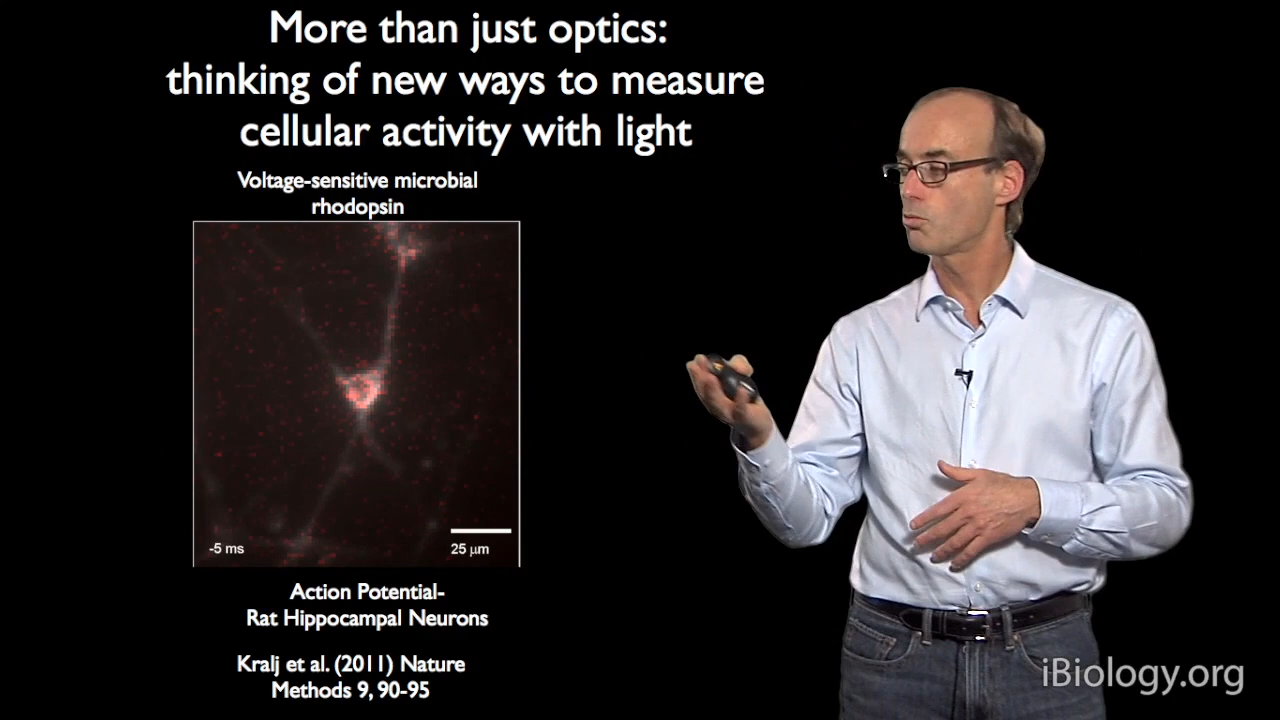 More than just optics:
thinking of new ways to measure
cellular activity with light
Voltage-sensitive microbial
rhodopsin
-5 ms
25 μm
Action Potential-
Rat Hippocampal Neurons
Kralj et al. (2011) Nature
Methods 9, 90-95
iBiology.org